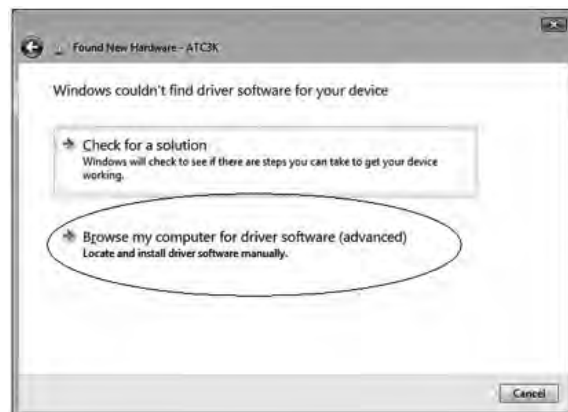 Found New Hardware - ATC3K
Windows couldn't find driver software for your device
Check for a solution
Windows will check to see if there are steps you can take to get your device
working.
Browse my computer for driver software (advanced)
Locate and install driver software manually.
Cancel